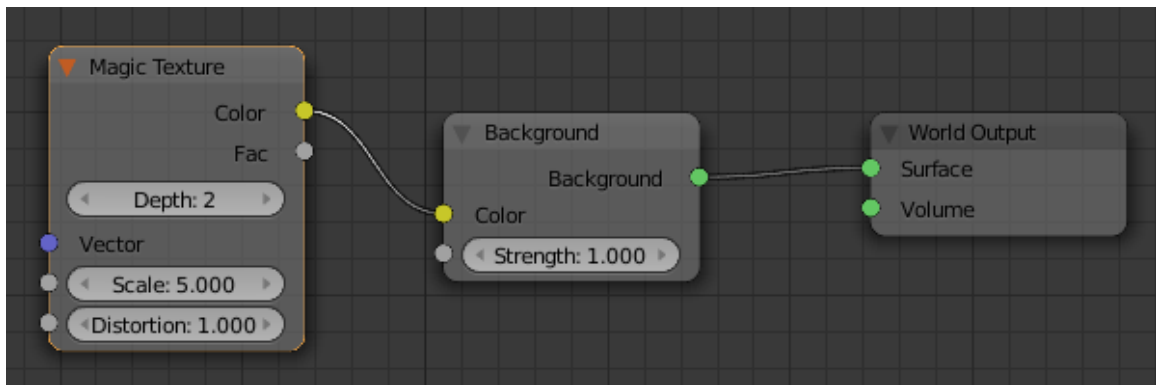 Magic Texture
Color
Fac
Depth: 2
Vector
Scale: 5.000
Distortion: 1.000
Background
Background
Color
Strength: 1.000
World Output
Surface
Volume